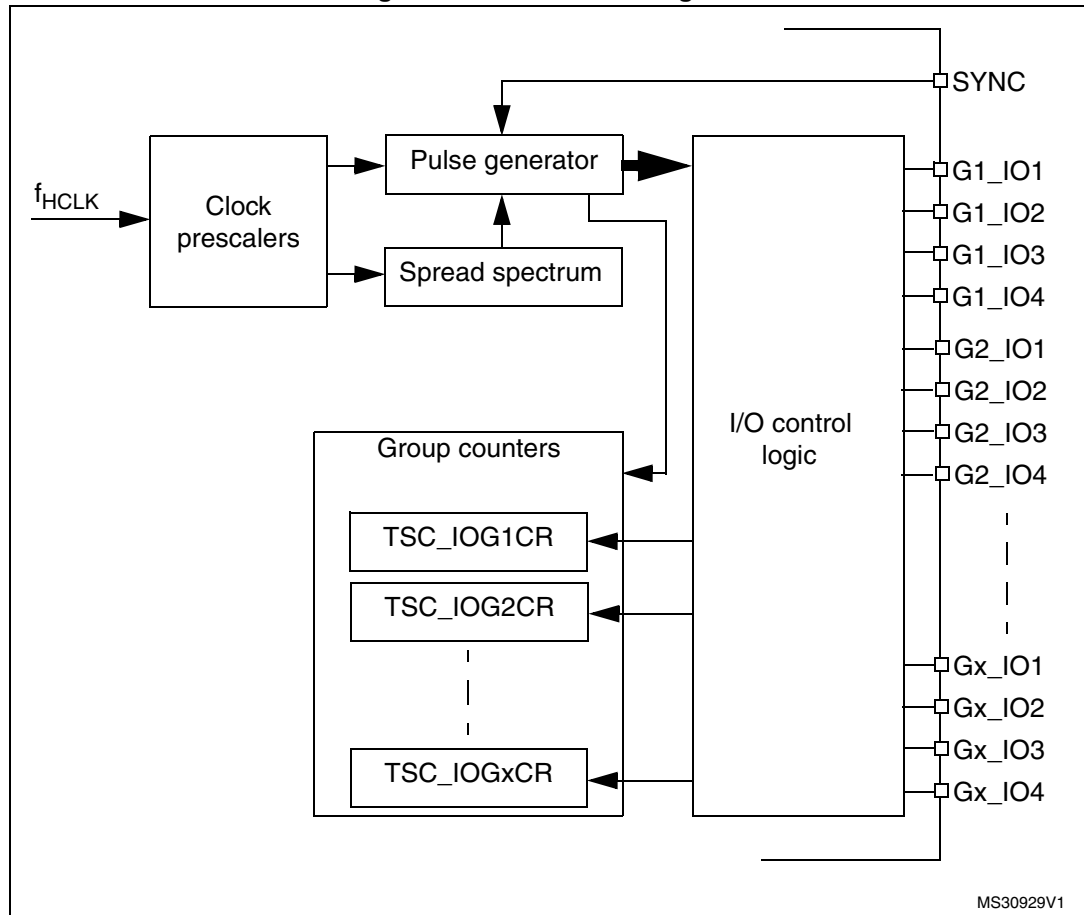 SYNC
Pulse generator
f_HCLK
Clock
prescalers
Spread spectrum
G1_IO1
G1_IO2
G1_IO3
G1_IO4
G2_IO1
G2_IO2
G2_IO3
G2_IO4
I/O control
logic
Group counters
TSC_IOG1CR
TSC_IOG2CR
TSC_IOGxCR
Gx_IO1
Gx_IO2
Gx_IO3
Gx_IO4
MS30929V1